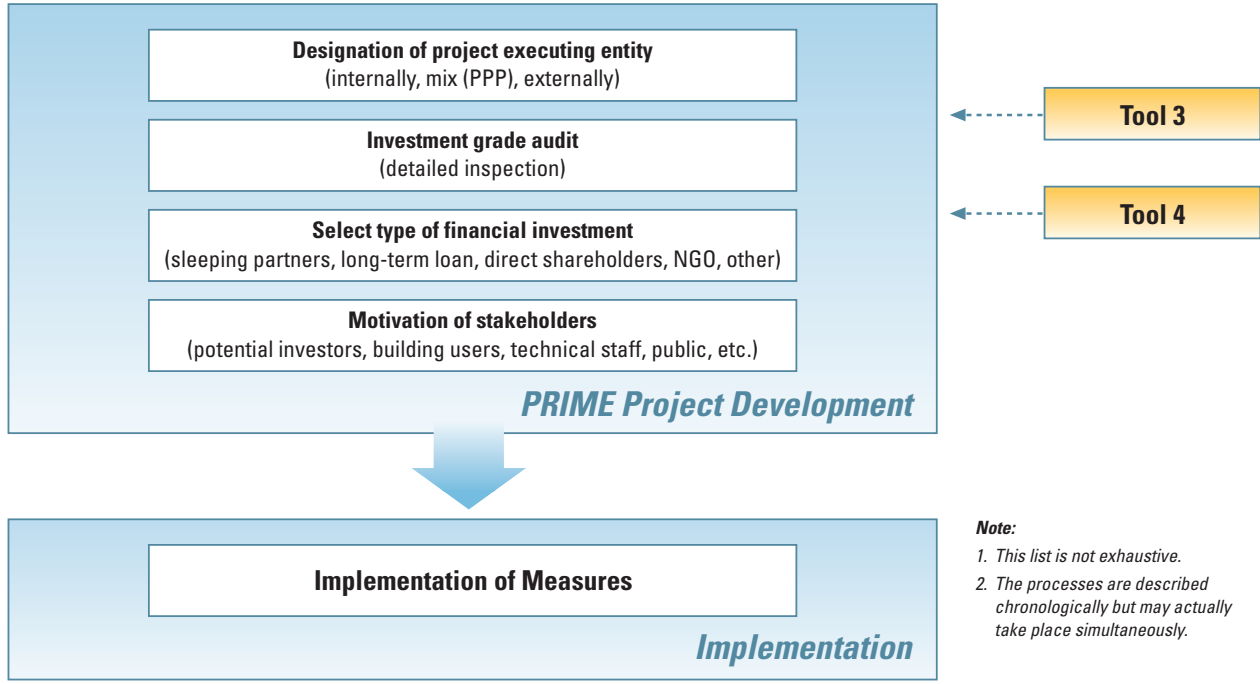 Designation of project executing entity
(internally, mix (PPP), externally)
Investment grade audit
(detailed inspection)
Select type of financial investment
(sleeping partners, long-term loan, direct shareholders, NGO, other)
Motivation of stakeholders
(potential investors, building users, technical staff, public, etc.)
PRIME Project Development
Tool 3
Tool 4
Implementation of Measures
Implementation
Note:
1. This list is not exhaustive.
2. The processes are described
chronologically but may actually
take place simultaneously.